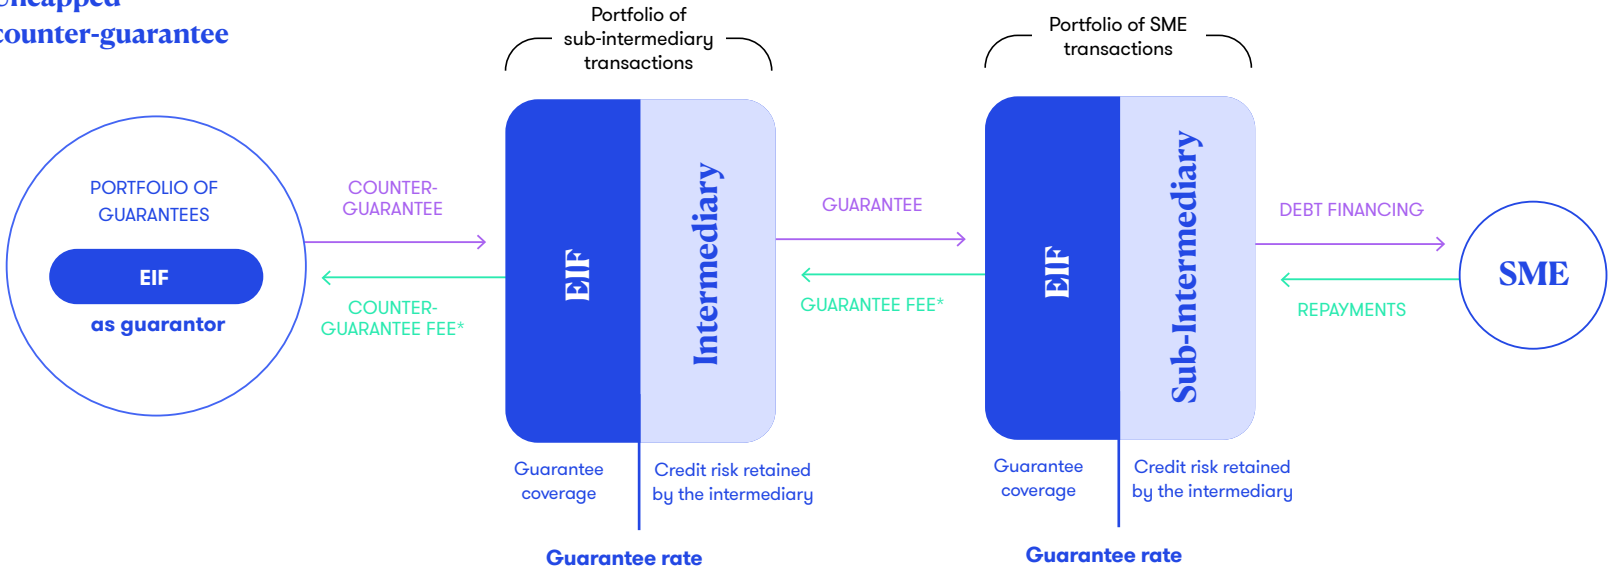 Uncapped
counter-guarantee
Portfolio of
sub-intermediary
transactions
Portfolio of SME
transactions
PORTFOLIO OF
GUARANTEES
EIF
as guarantor
COUNTER-
GUARANTEE
COUNTER-
GUARANTEE FEE*
EIF
Intermediary
GUARANTEE
GUARANTEE FEE*
EIF
Sub-Intermediary
DEBT FINANCING
REPAYMENTS
SME
Guarantee
coverage
Credit risk retained
by the intermediary
Guarantee rate
Guarantee
coverage
Credit risk retained
by the intermediary
Guarantee rate